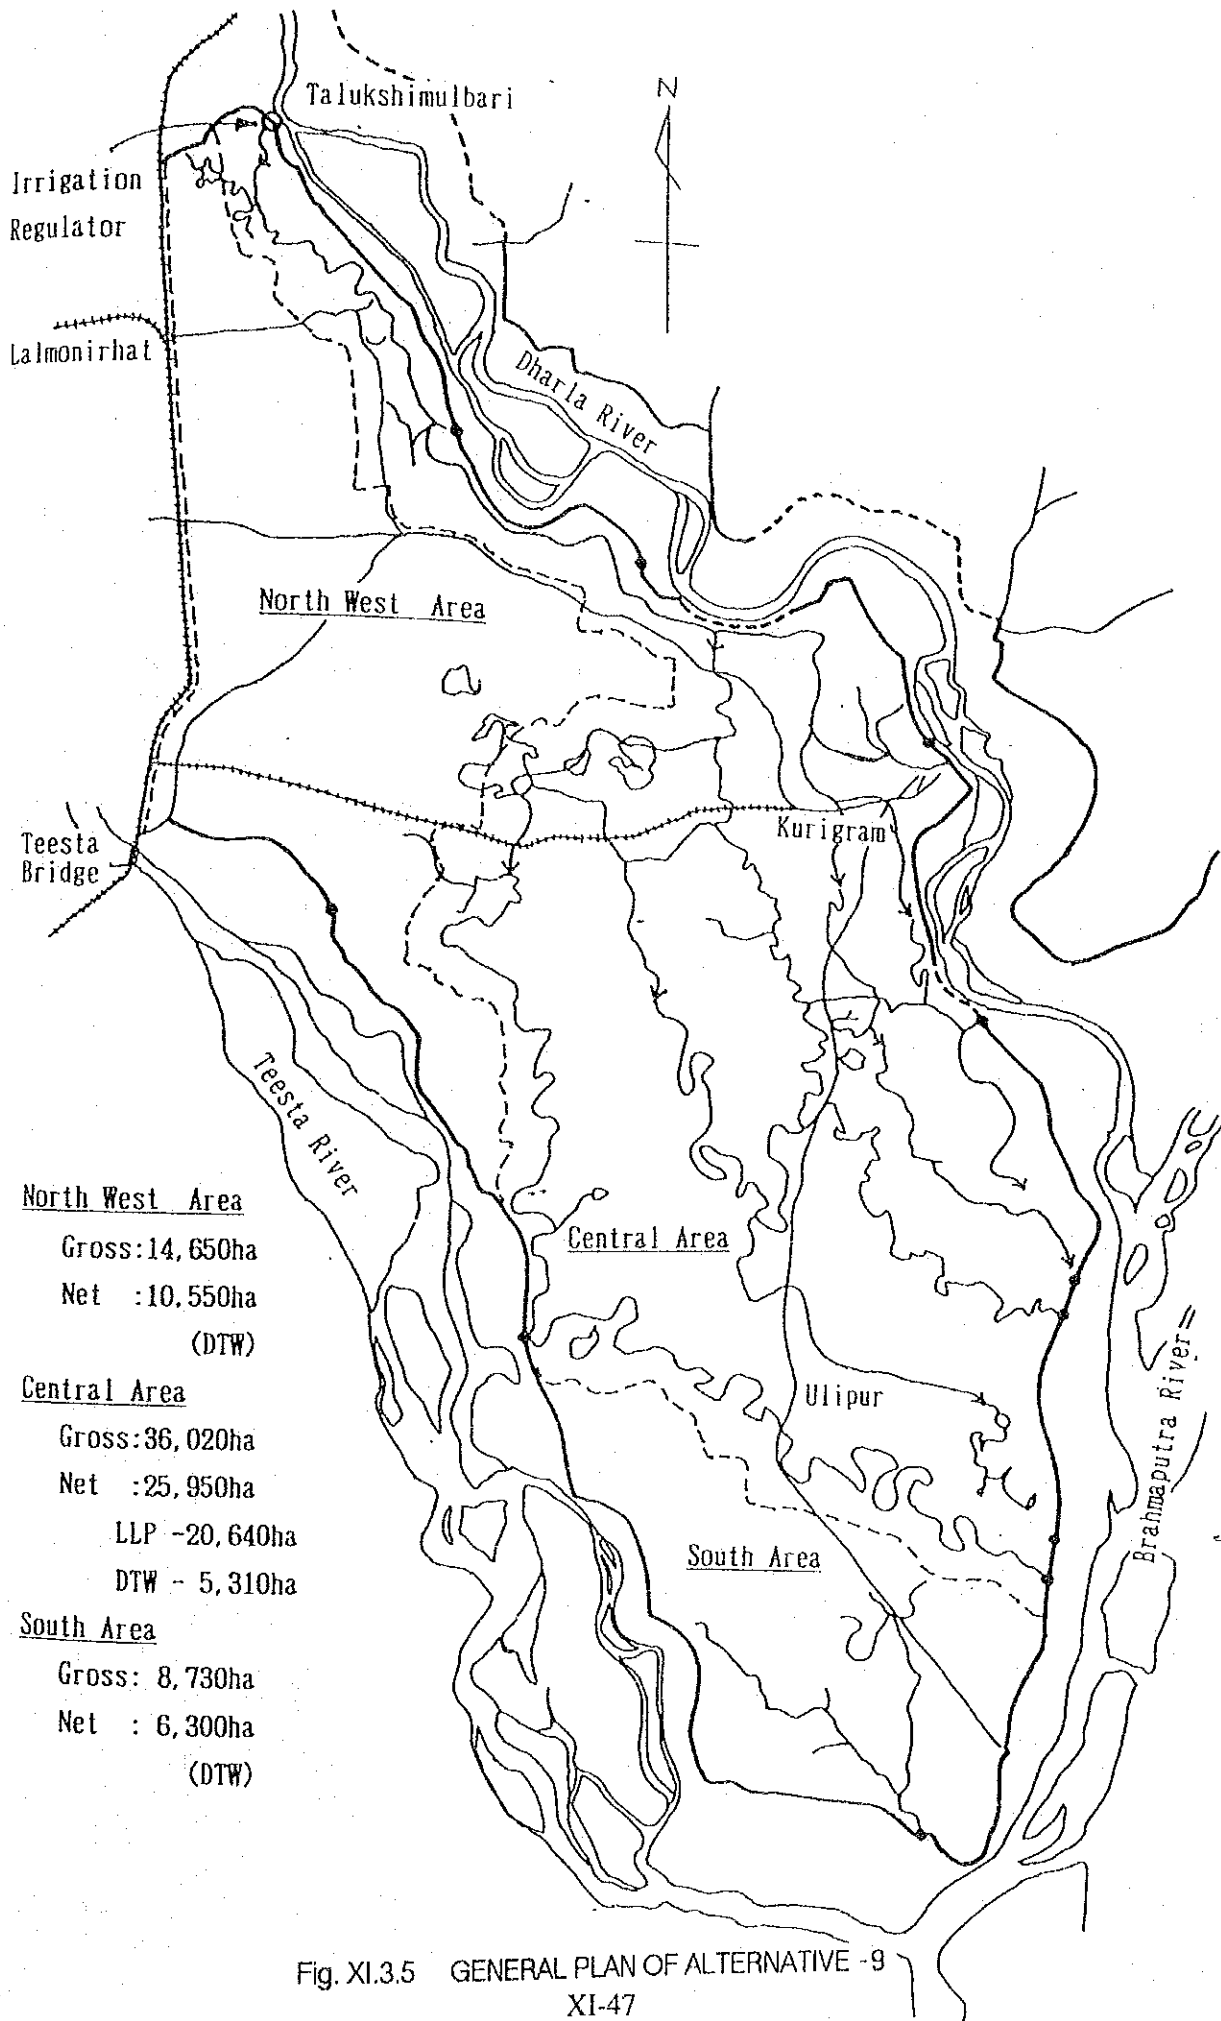 Talukshimulbari
N
Irrigation
Regulator
Lalmonirhat
Dharla River
North West Area
Teesta
Bridge
Kurigram
Teesta River
North West Area
Gross:14,650ha
Net :10,550ha
(DTW)
Central Area
Central Area
Gross:36,020ha
Net :25,950ha
LLP -20,640ha
DTW - 5,310ha
Ulipur
Brahmaputra River
South Area
South Area
Gross: 8,730ha
Net : 6,300ha
(DTW)
Fig. XI.3.5 GENERAL PLAN OF ALTERNATIVE -9
XI-47